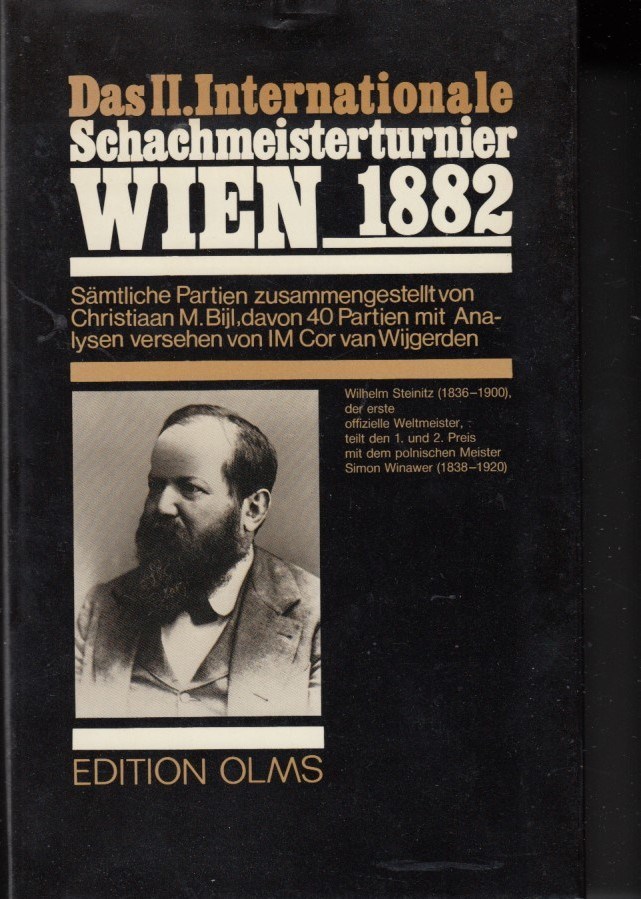 Das II. Internationale
Schachmeisterturnier
WIEN 1882
Sämtliche Partien zusammengestellt von
Christiaan M. Bijl, davon 40 Partien mit Ana-
lysen versehen von IM Cor van Wijgerden
Wilhelm Steinitz (1836–1900),
der erste
offizielle Weltmeister,
teilt den 1. und 2. Preis
mit dem polnischen Meister
Simon Winawer (1838–1920)
EDITION OLMS